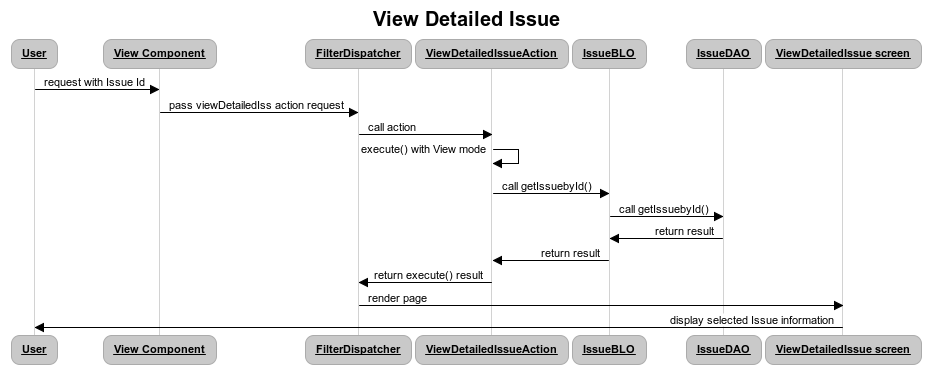 View Detailed Issue
User View Component FilterDispatcher ViewDetailedIssueAction IssueBLO IssueDAO ViewDetailedIssue screen
request with Issue Id
pass viewDetailedIss action request
call action
execute() with View mode
call getIssuebyId()
call getIssuebyId()
return result
return result
return execute() result
render page
display selected Issue information
User View Component FilterDispatcher ViewDetailedIssueAction IssueBLO IssueDAO ViewDetailedIssue screen